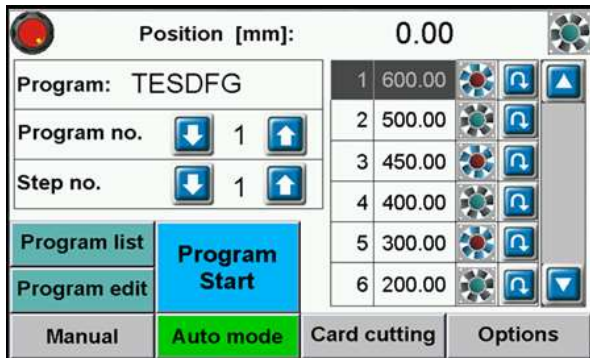 Position [mm]: 0.00
Program: TESDFG
Program no. 1
Step no. 1
1 600.00
2 500.00
3 450.00
4 400.00
5 300.00
6 200.00
Program list
Program edit
Program
Start
Manual
Auto mode
Card cutting
Options